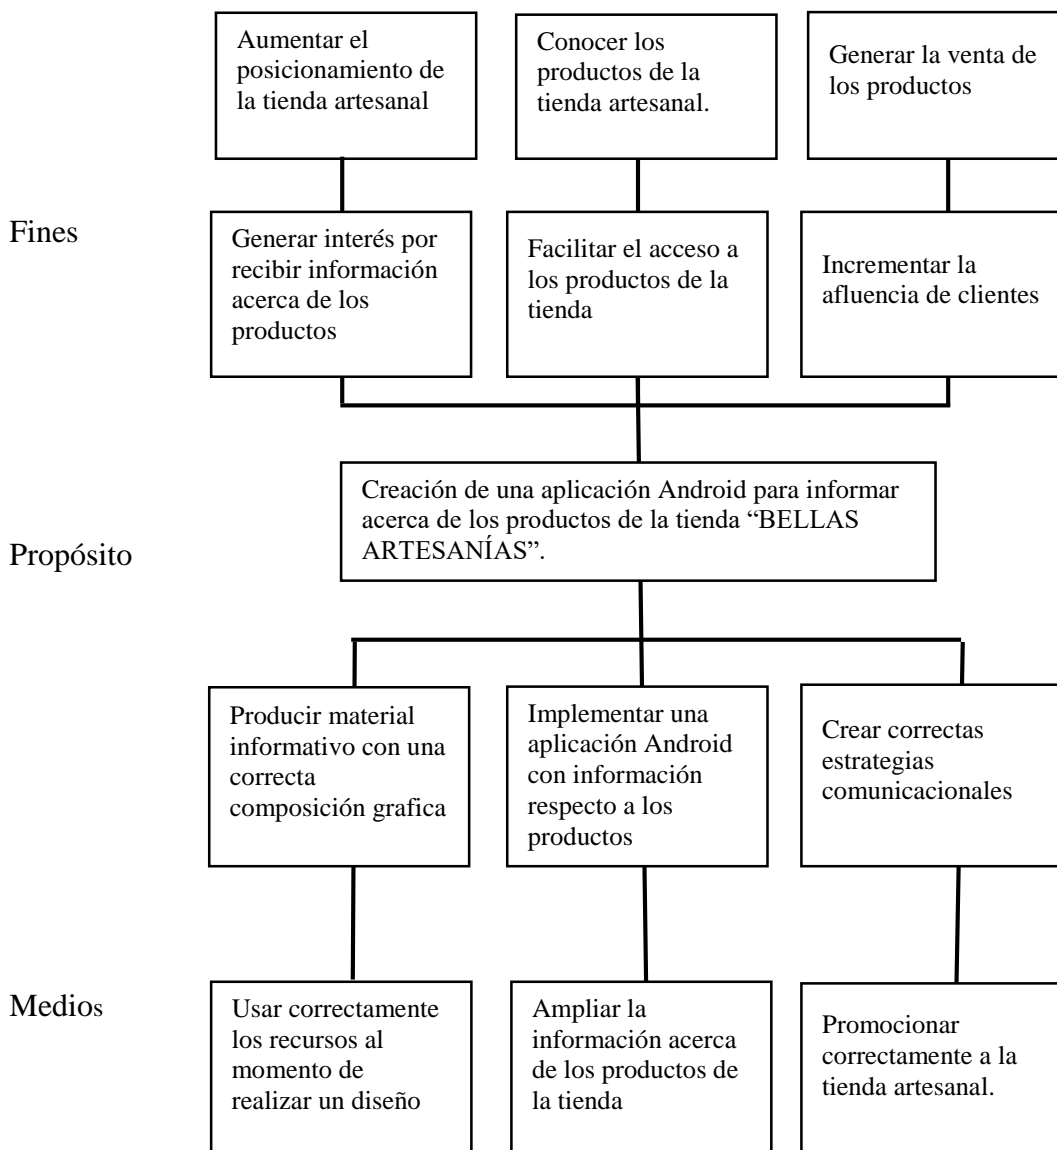 Aumentar el
posicionamiento de
la tienda artesanal
Conocer los
productos de la
tienda artesanal.
Generar la venta de
los productos
Fines
Generar interés por
recibir información
acerca de los
productos
Facilitar el acceso a
los productos de la
tienda
Incrementar la
afluencia de clientes
Propósito
Creación de una aplicación Android para informar
acerca de los productos de la tienda “BELLAS
ARTESANÍAS”.
Producir material
informativo con una
correcta
composición grafica
Implementar una
aplicación Android
con información
respecto a los
productos
Crear correctas
estrategias
comunicacionales
Medios
Usar correctamente
los recursos al
momento de
realizar un diseño
Ampliar la
información acerca
de los productos de
la tienda
Promocionar
correctamente a la
tienda artesanal.